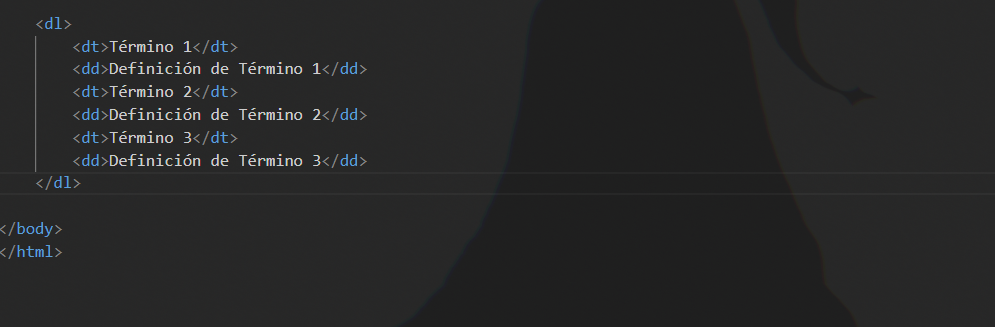 <dl>
<dt>Término 1</dt>
<dd>Definición de Término 1</dd>
<dt>Término 2</dt>
<dd>Definición de Término 2</dd>
<dt>Término 3</dt>
<dd>Definición de Término 3</dd>
</dl>
</body>
</html>